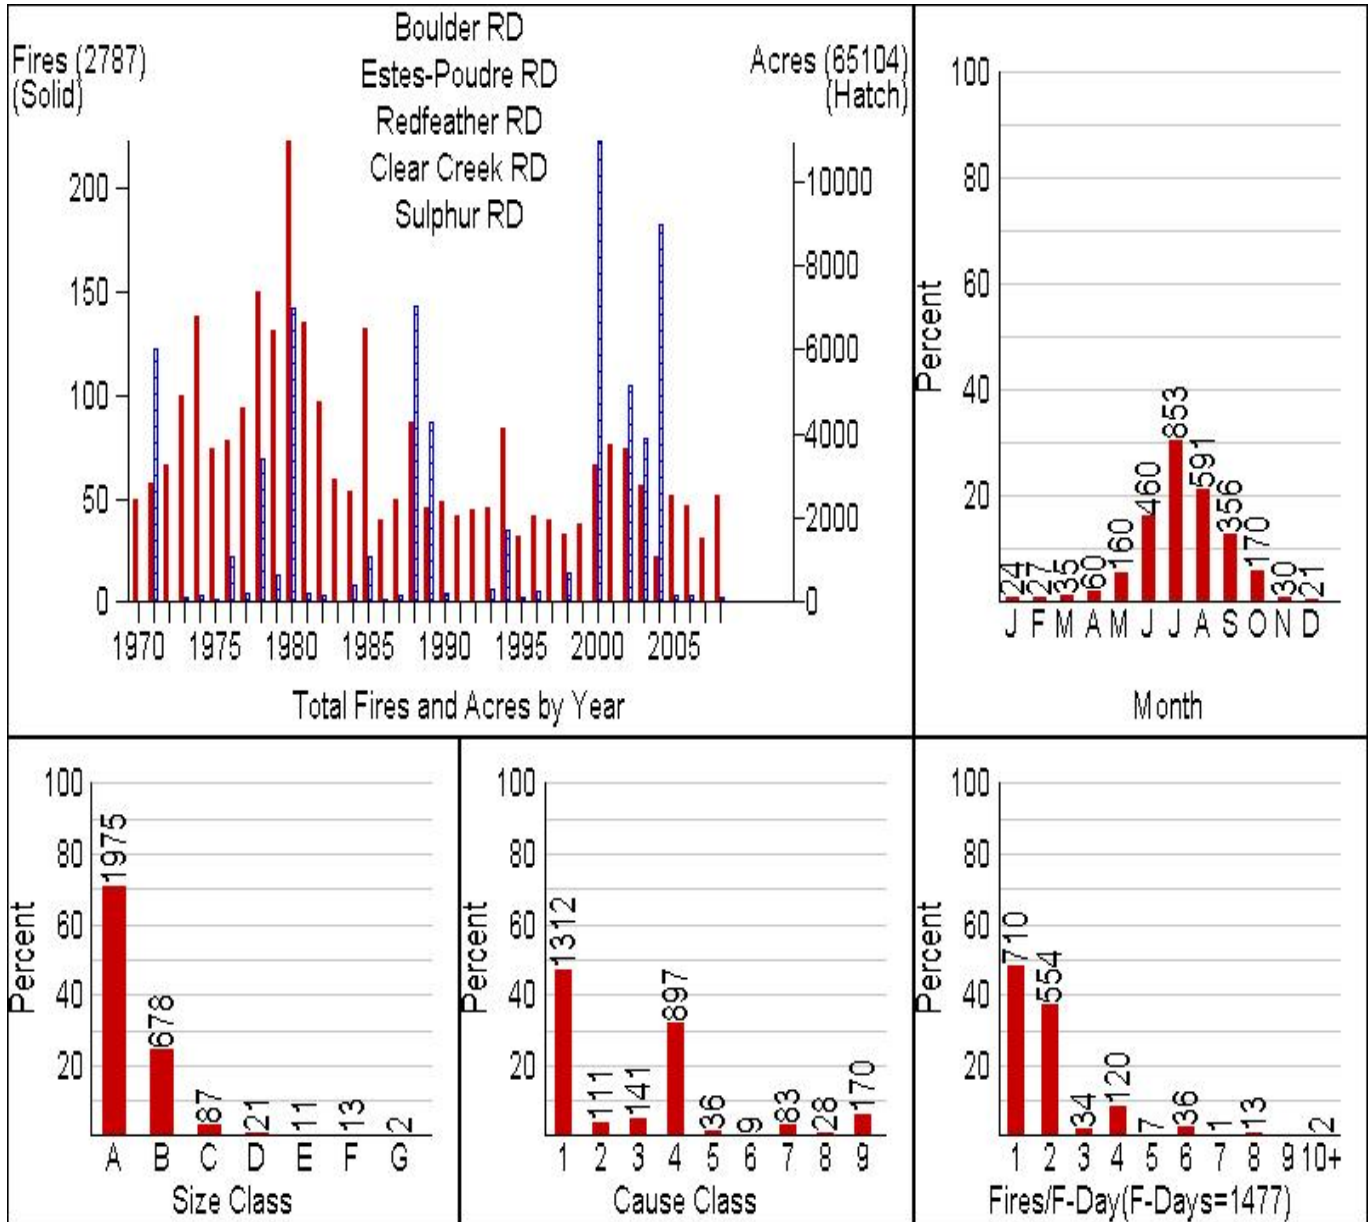 Boulder RD
Estes-Poudre RD
Redfeather RD
Clear Creek RD
Sulphur RD
Fires (2787)
(Solid)
Acres (65104)
(Hatch)
200
150
100
50
0
10000
8000
6000
4000
2000
0
1970 1975 1980 1985 1990 1995 2000 2005
Total Fires and Acres by Year
Percent
100
80
60
40
20
24 27 35 60 160 460 853 591 356 170 30 21
J F M A M J J A S O N D
Month
Percent
100
80
60
40
20
1975 678 87 21 11 13 2
A B C D E F G
Size Class
Percent
100
80
60
40
20
1312 111 141 897 36 9 83 28 170
1 2 3 4 5 6 7 8 9
Cause Class
Percent
100
80
60
40
20
710 554 34 120 7 36 1 13 2
1 2 3 4 5 6 7 8 9 10+
Fires/F-Day(F-Days=1477)